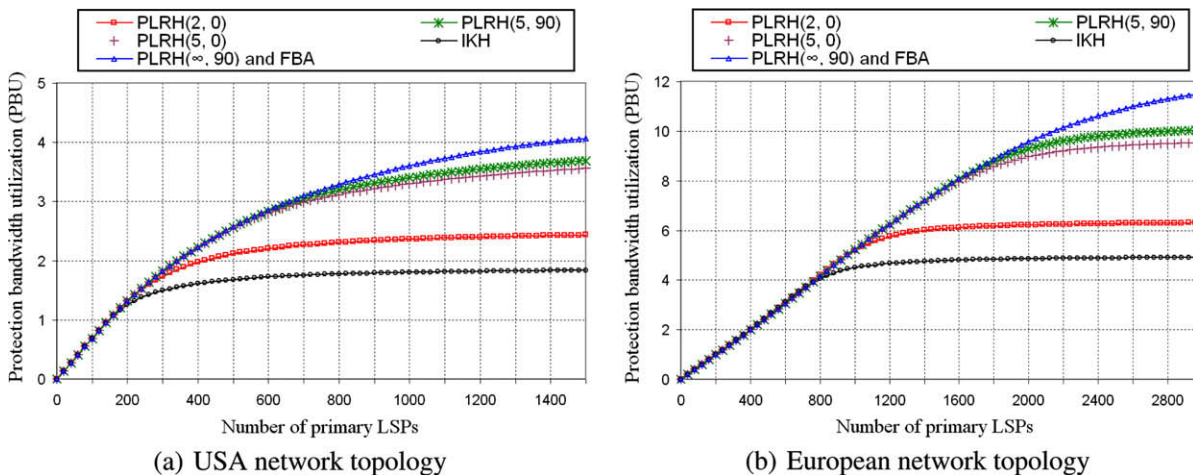 PLRH(2, 0)
PLRH(5, 90)
PLRH(5, 0)
IKH
PLRH(∞, 90) and FBA
Protection bandwidth utilization (PBU)
5
4
3
2
1
0
0 200 400 600 800 1000 1200 1400
Number of primary LSPs
(a) USA network topology
PLRH(2, 0)
PLRH(5, 90)
PLRH(5, 0)
IKH
PLRH(∞, 90) and FBA
Protection bandwidth utilization (PBU)
12
10
8
6
4
2
0
0 400 800 1200 1600 2000 2400 2800
Number of primary LSPs
(b) European network topology